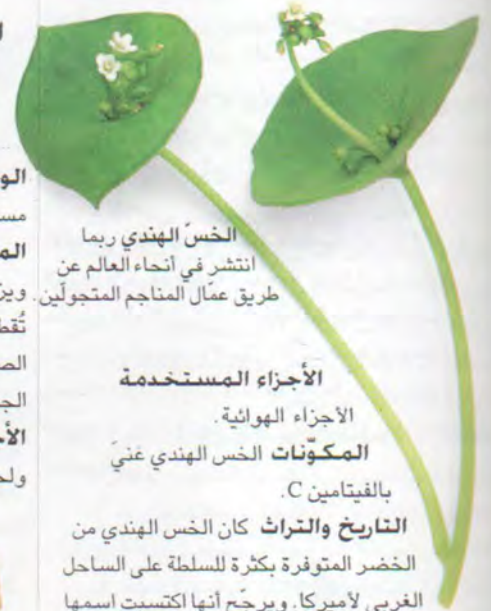 الخسّ الهندي ربما
انتشر في أنحاء العالم عن
طريق عمّال المناجم المتجولّين.
الأجزاء المستخدمة
الأجزاء الهوائية.
المكوّنات الخس الهندي غنيّ
بالفيتامين C.
التاريخ والتراث كان الخس الهندي من
الخضر المتوفرة بكثرة للسلطة على الساحل
الغربي لأميركا. ويرجّح أنها اكتسبت اسمها